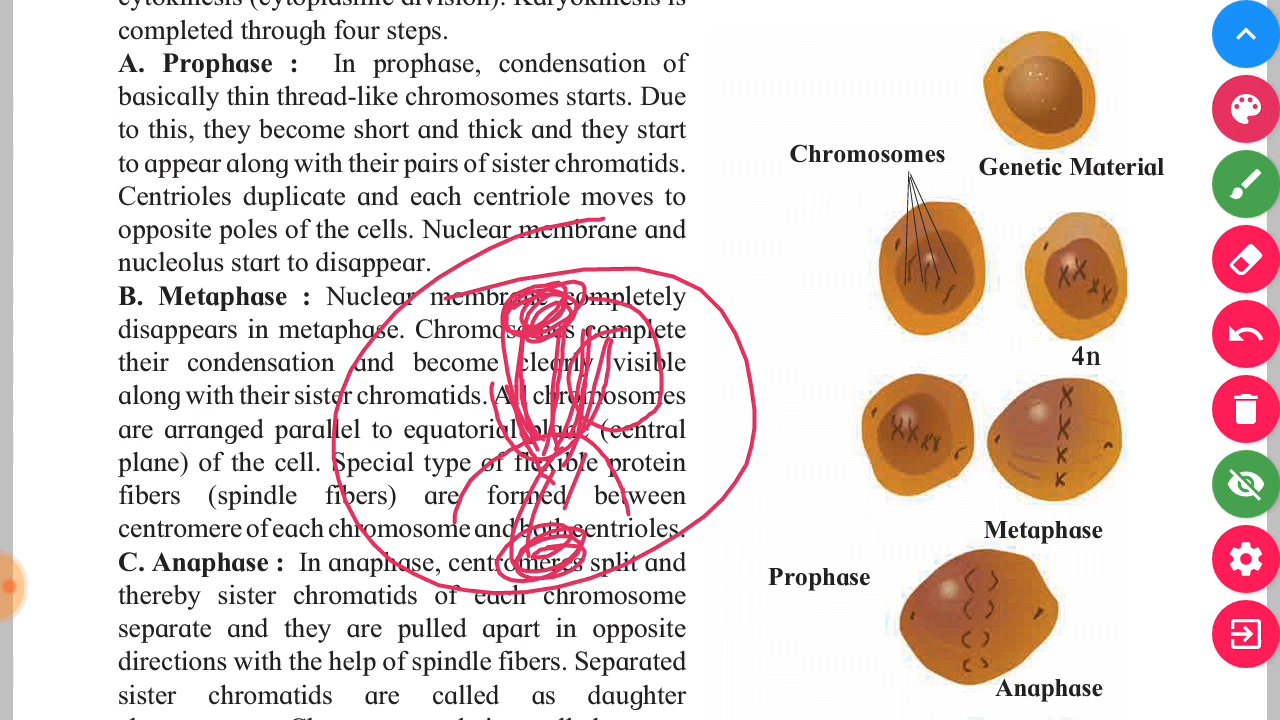 cytokinesis (cytoplasmic division). Karyokinesis is
completed through four steps.
A. Prophase : In prophase, condensation of
basically thin thread-like chromosomes starts. Due
to this, they become short and thick and they start
to appear along with their pairs of sister chromatids.
Centrioles duplicate and each centriole moves to
opposite poles of the cells. Nuclear membrane and
nucleolus start to disappear.
B. Metaphase : Nuclear membrane completely
disappears in metaphase. Chromosomes complete
their condensation and become clearly visible
along with their sister chromatids. All chromosomes
are arranged parallel to equatorial plane (central
plane) of the cell. Special type of flexible protein
fibers (spindle fibers) are formed between
centromere of each chromosome and both centrioles.
C. Anaphase : In anaphase, centromeres split and
thereby sister chromatids of each chromosome
separate and they are pulled apart in opposite
directions with the help of spindle fibers. Separated
sister chromatids are called as daughter
Genetic Material
Chromosomes
4n
Metaphase
Prophase
Anaphase